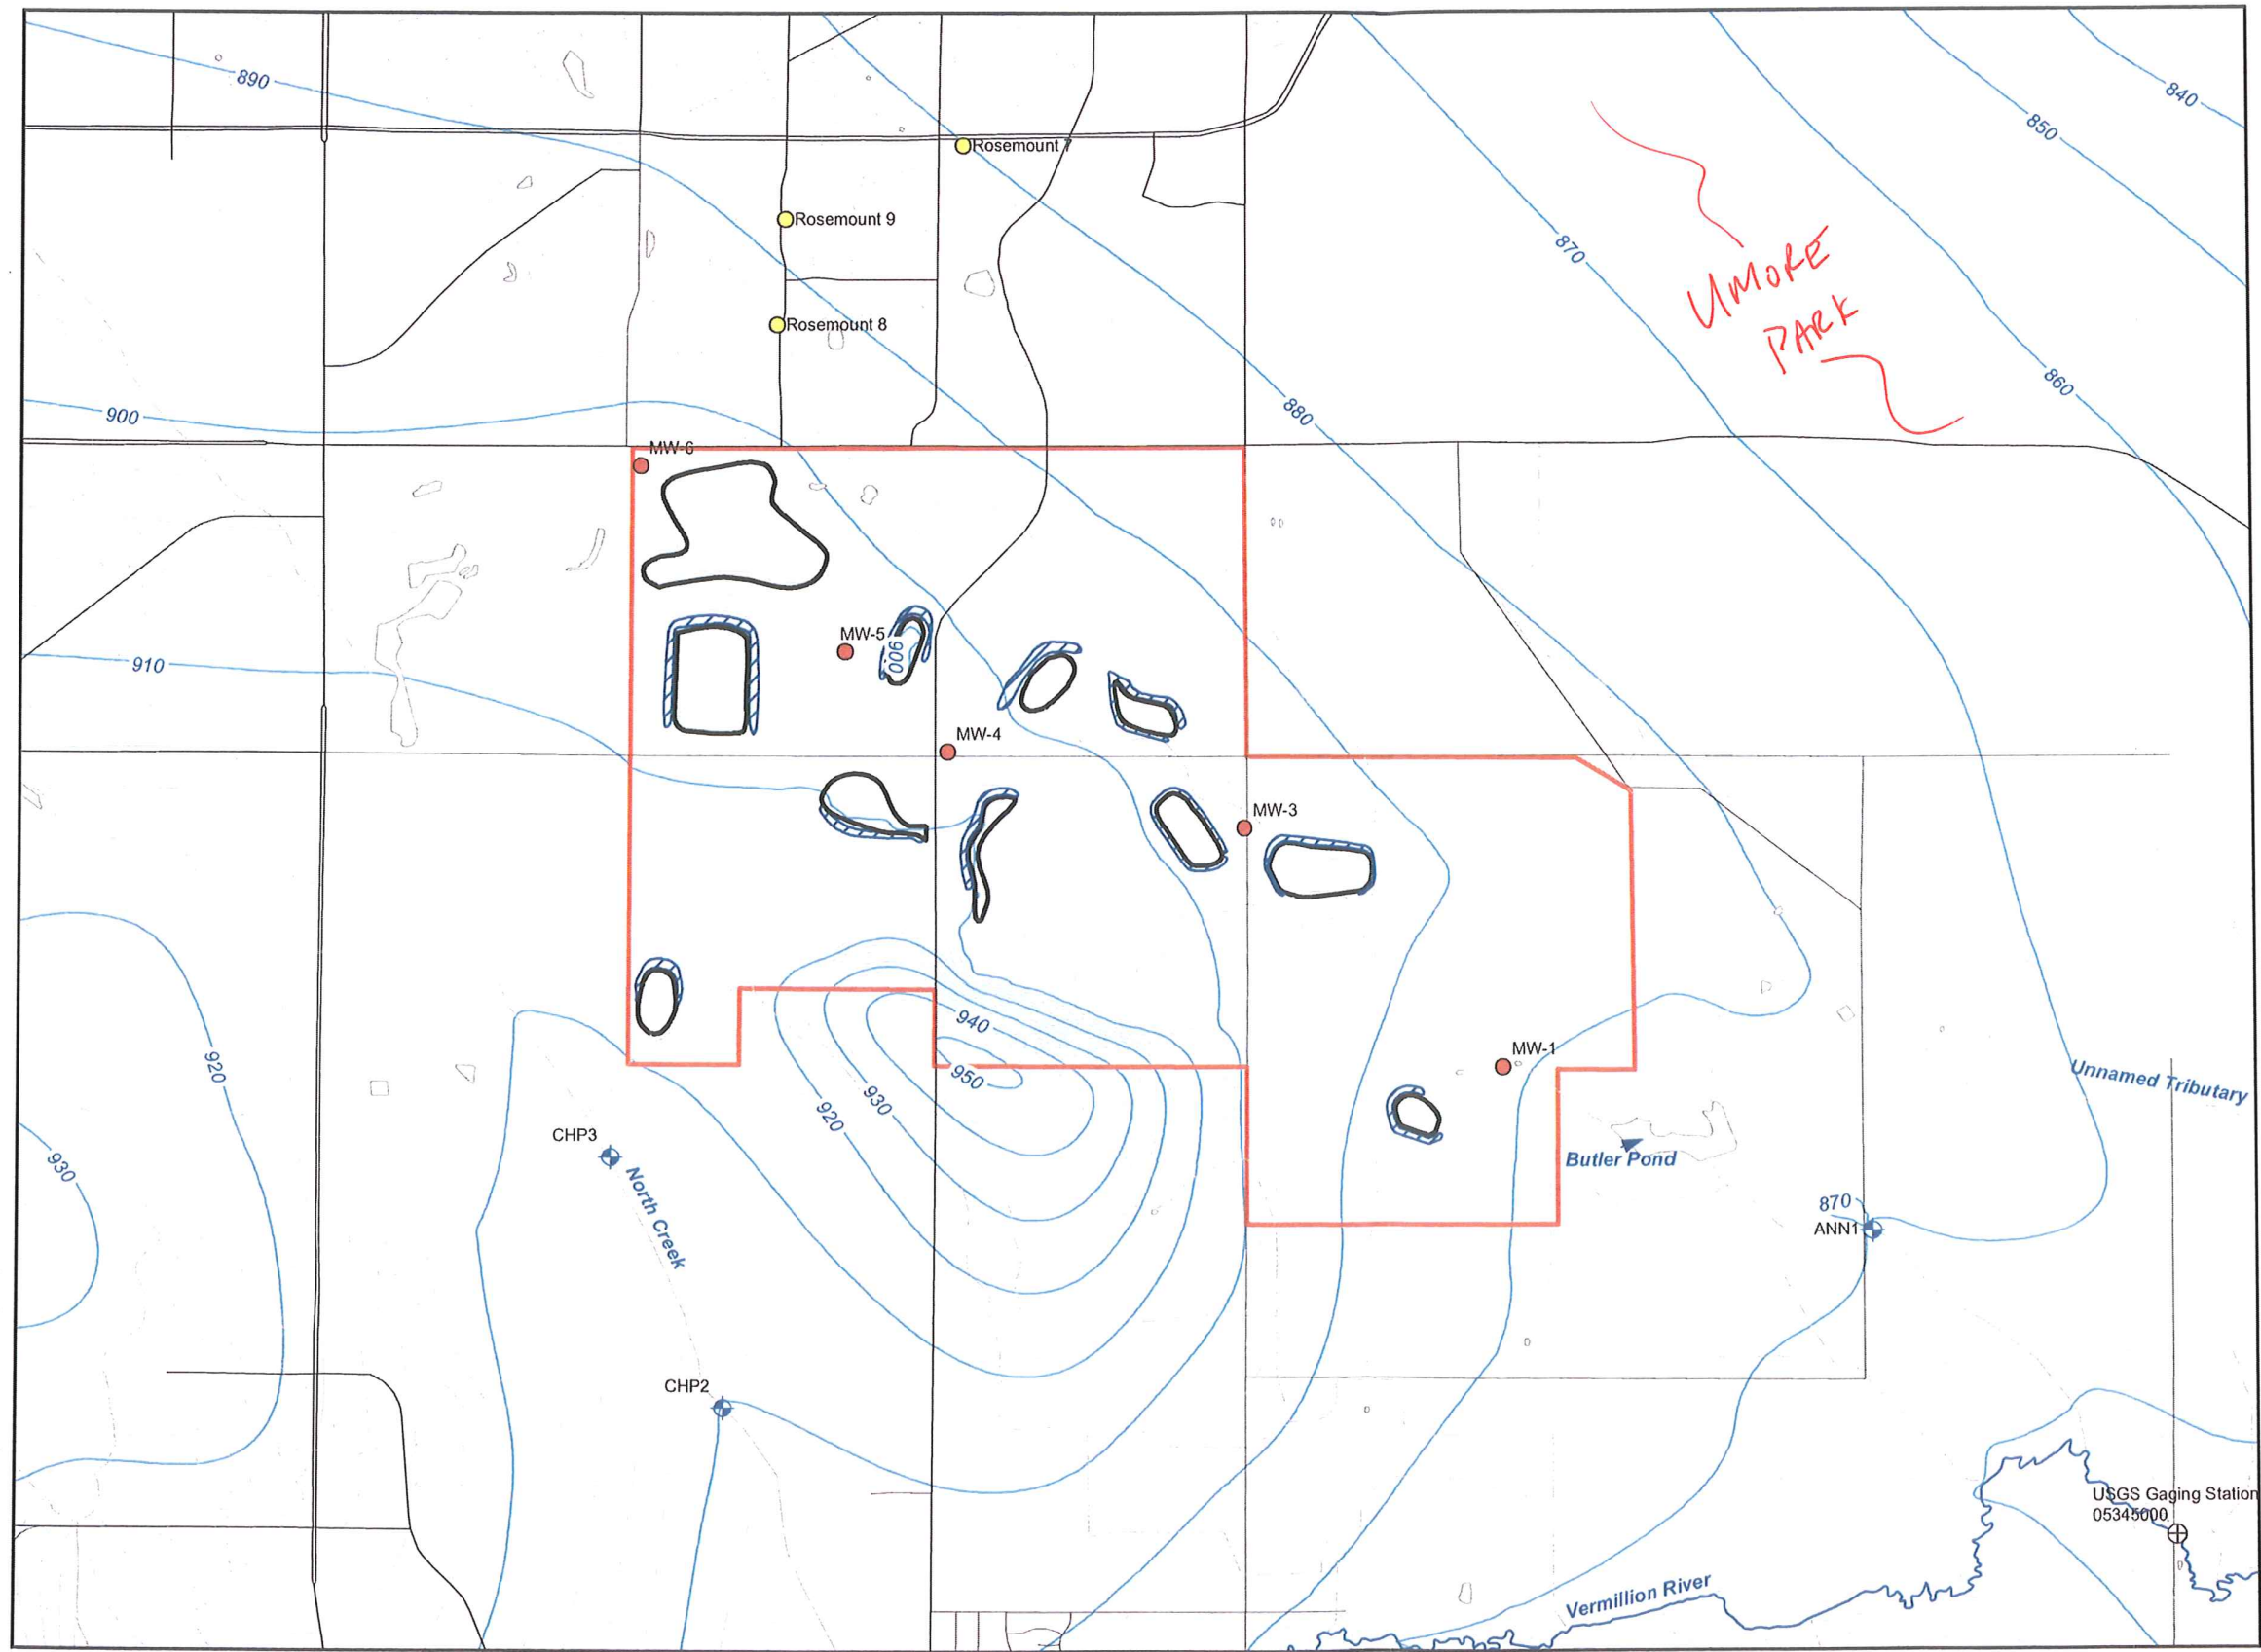 840
890
850
Rosemount 7
Rosemount 9
870
UMORE
PARK
Rosemount 8
860
880
900
MW-6
MW-5
900
910
MW-4
MW-3
940
MW-1
920
950
930
Unnamed Tributary
920
CHP3
930
North Creek
Butler Pond
870
ANN1
CHP2
USGS Gaging Station
05345000
Vermillion River